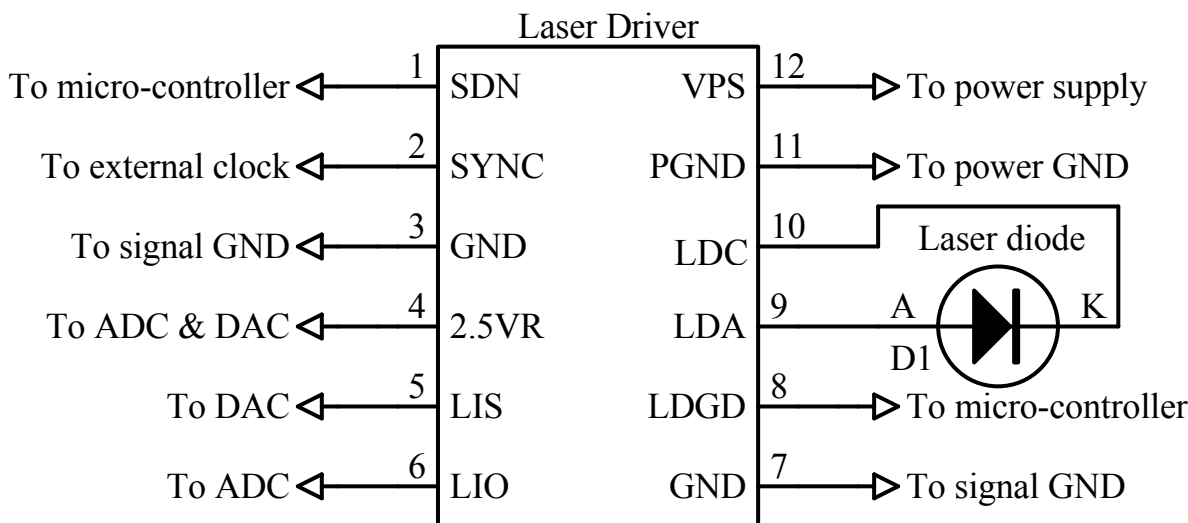 Laser Driver
To micro-controller 1 SDN VPS 12 To power supply
To external clock 2 SYNC PGND 11 To power GND
To signal GND 3 GND LDC 10 Laser diode
To ADC & DAC 4 2.5VR LDA 9 A K
D1
To DAC 5 LIS LDGD 8 To micro-controller
To ADC 6 LIO GND 7 To signal GND